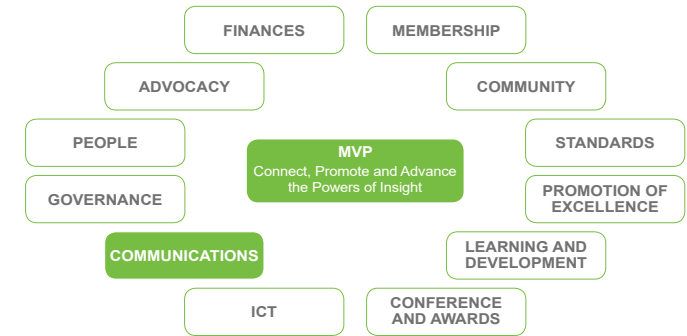 FINANCES
MEMBERSHIP
ADVOCACY
COMMUNITY
PEOPLE
STANDARDS
MVP
Connect, Promote and Advance
the Powers of Insight
GOVERNANCE
PROMOTION OF
EXCELLENCE
COMMUNICATIONS
LEARNING AND
DEVELOPMENT
ICT
CONFERENCE
AND AWARDS